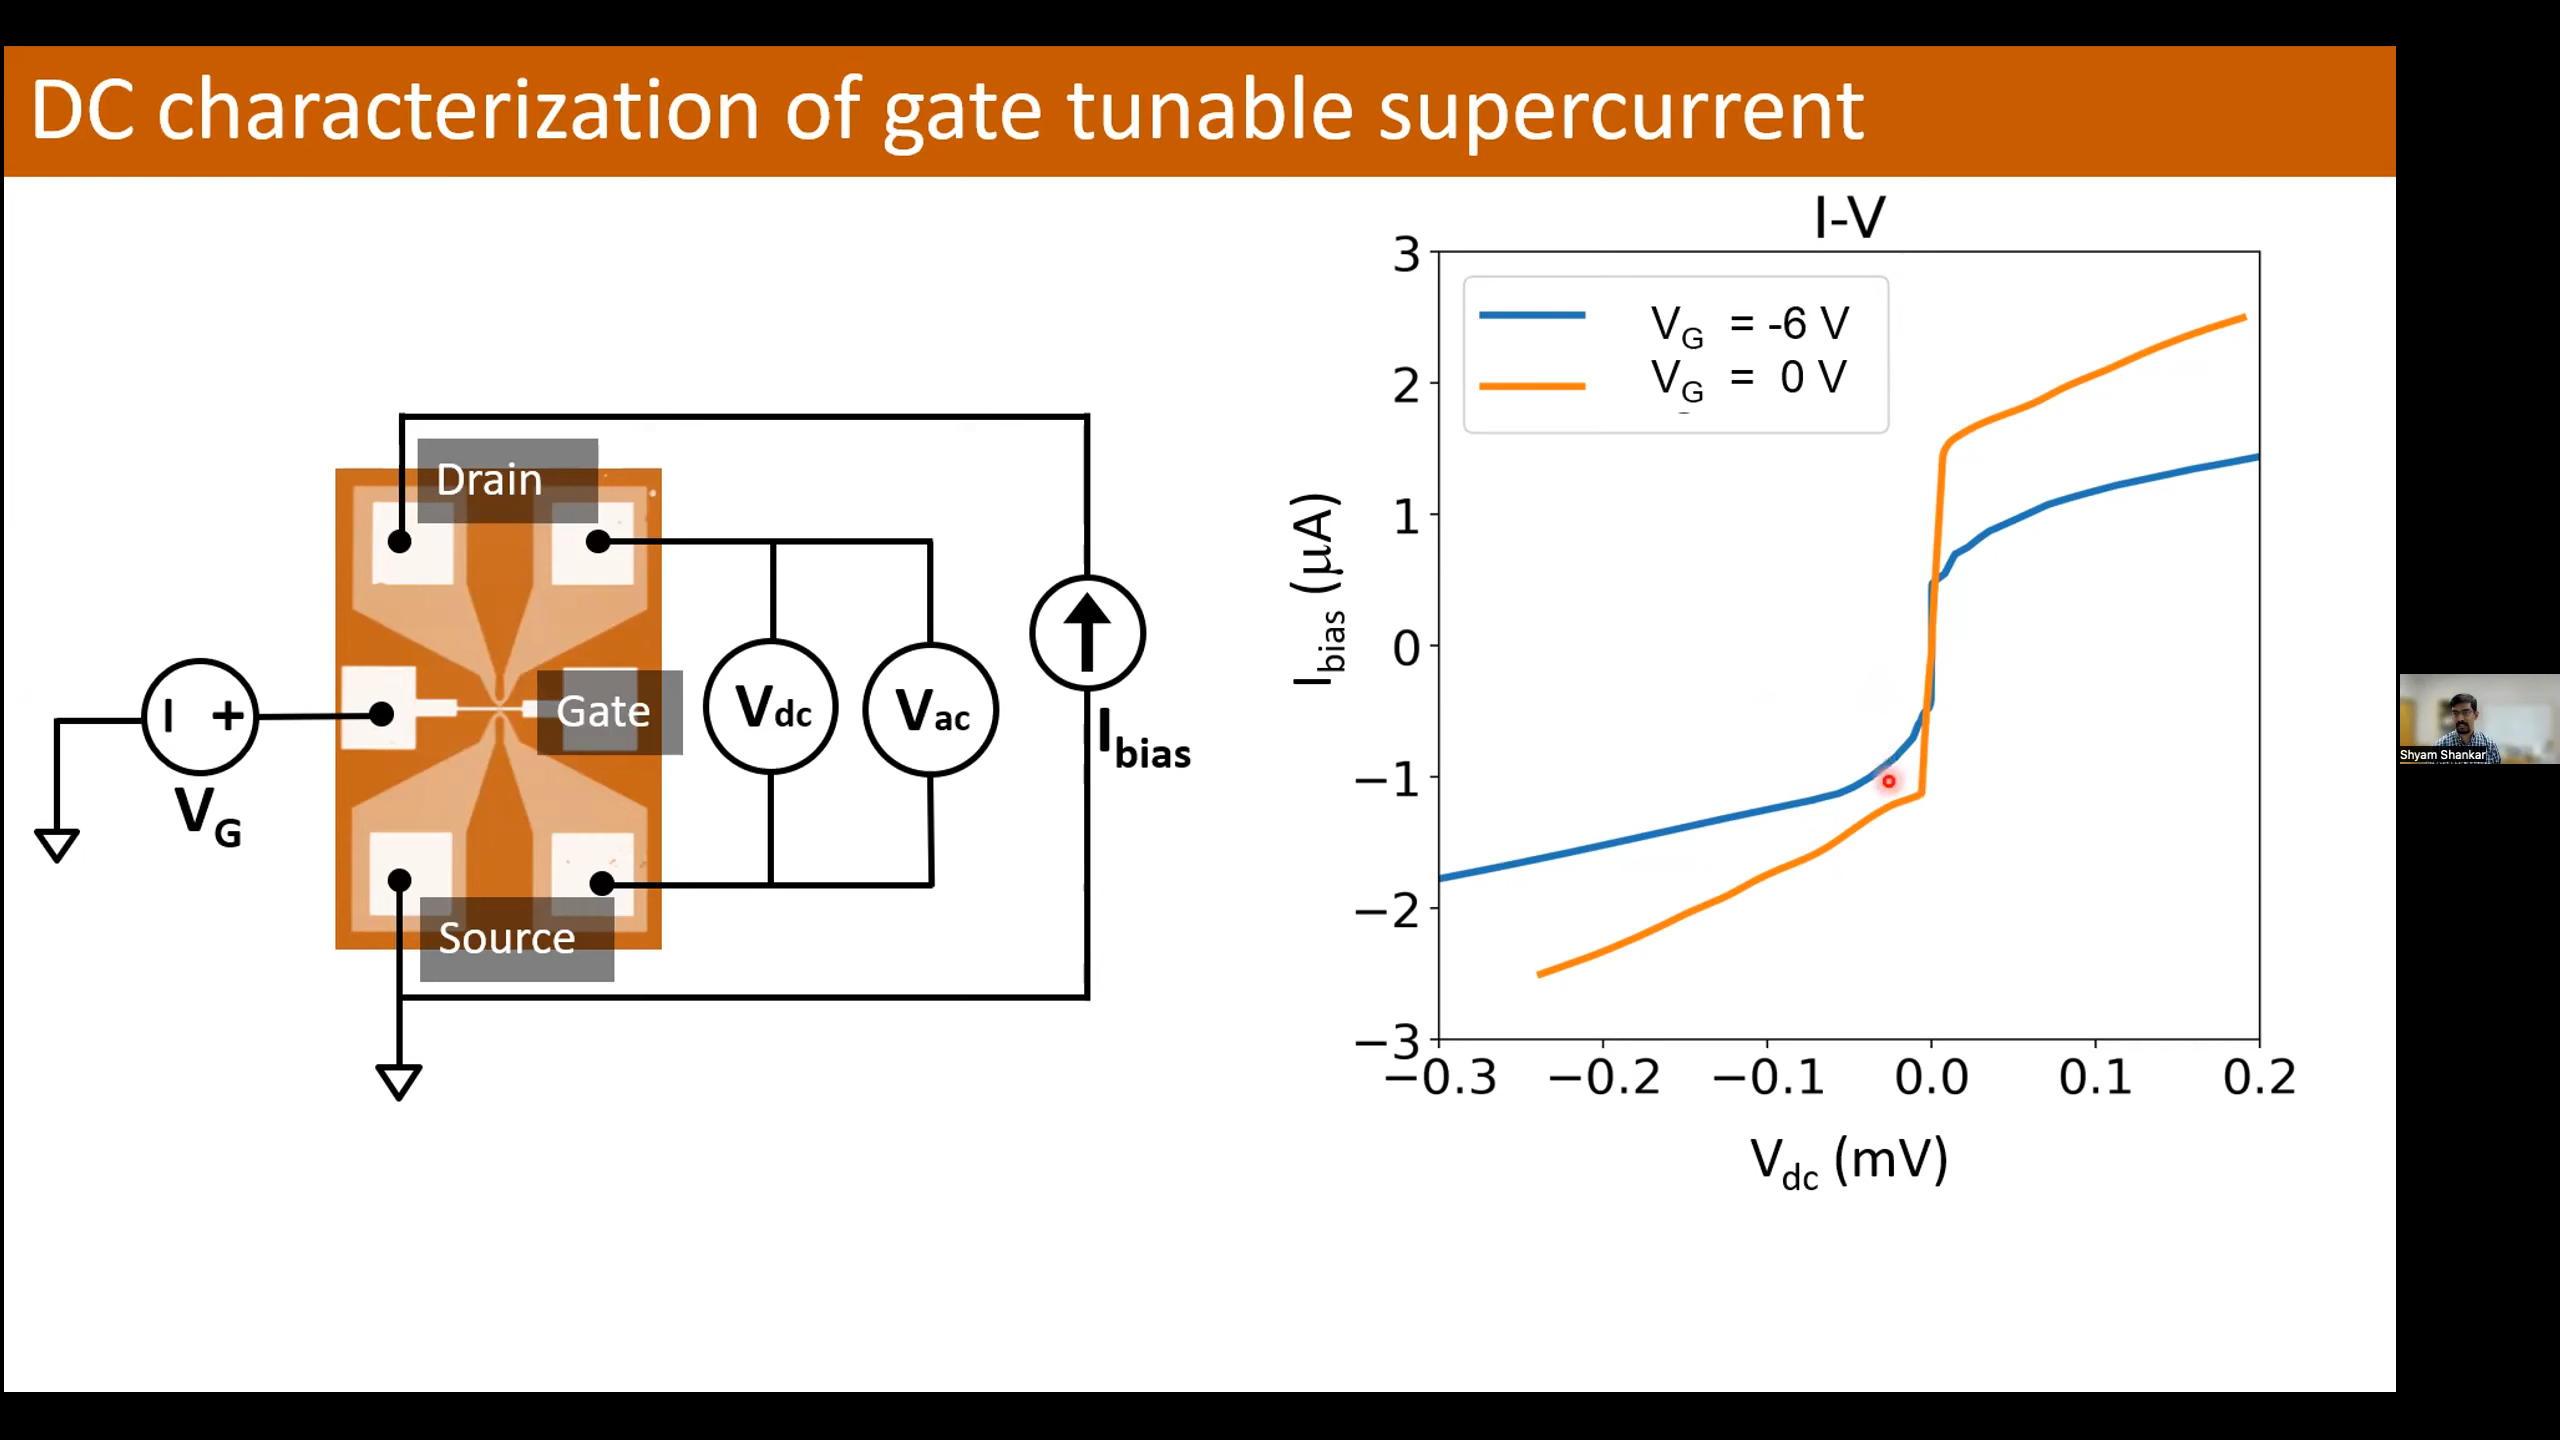 DC characterization of gate tunable supercurrent
Drain
Gate
Source
I +
V_G
V_dc
V_ac
I_bias
I-V
V_G = -6 V
V_G = 0 V
3
2
1
0
−1
−2
−3
I_bias (μA)
−0.3 −0.2 −0.1 0.0 0.1 0.2
V_dc (mV)
Shyam Shankar